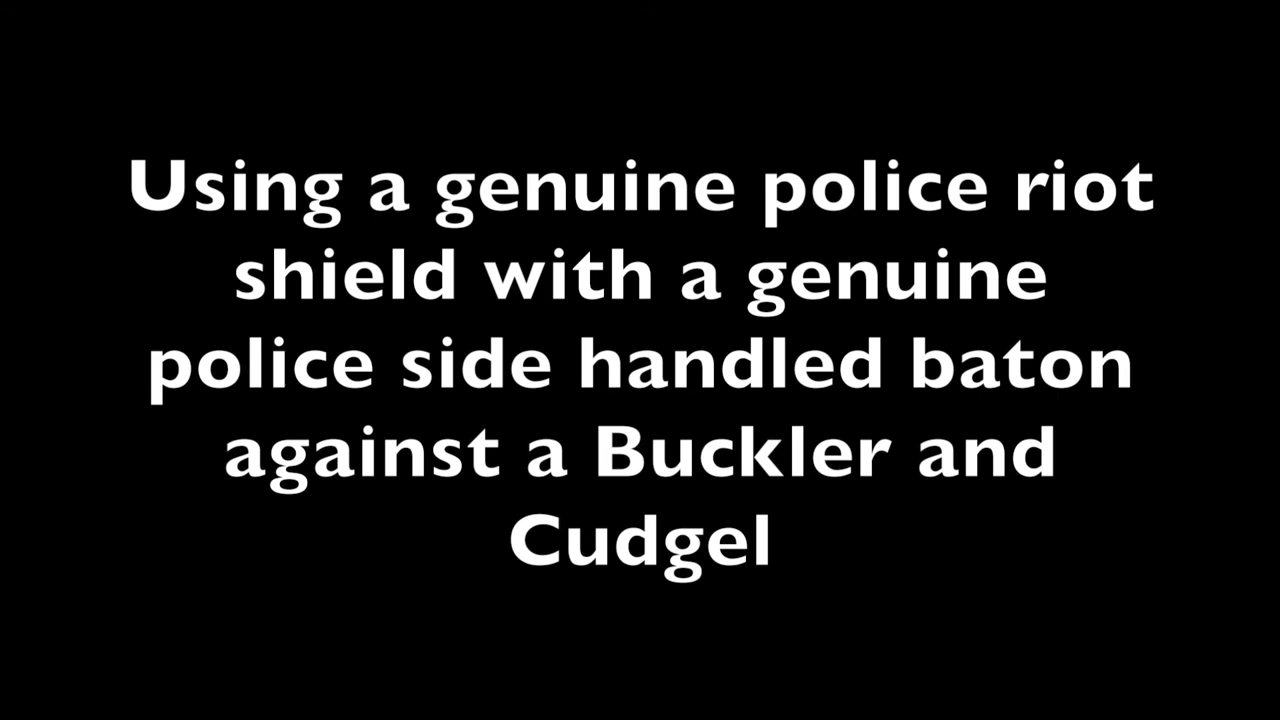 Using a genuine police riot
shield with a genuine
police side handled baton
against a Buckler and
Cudgel